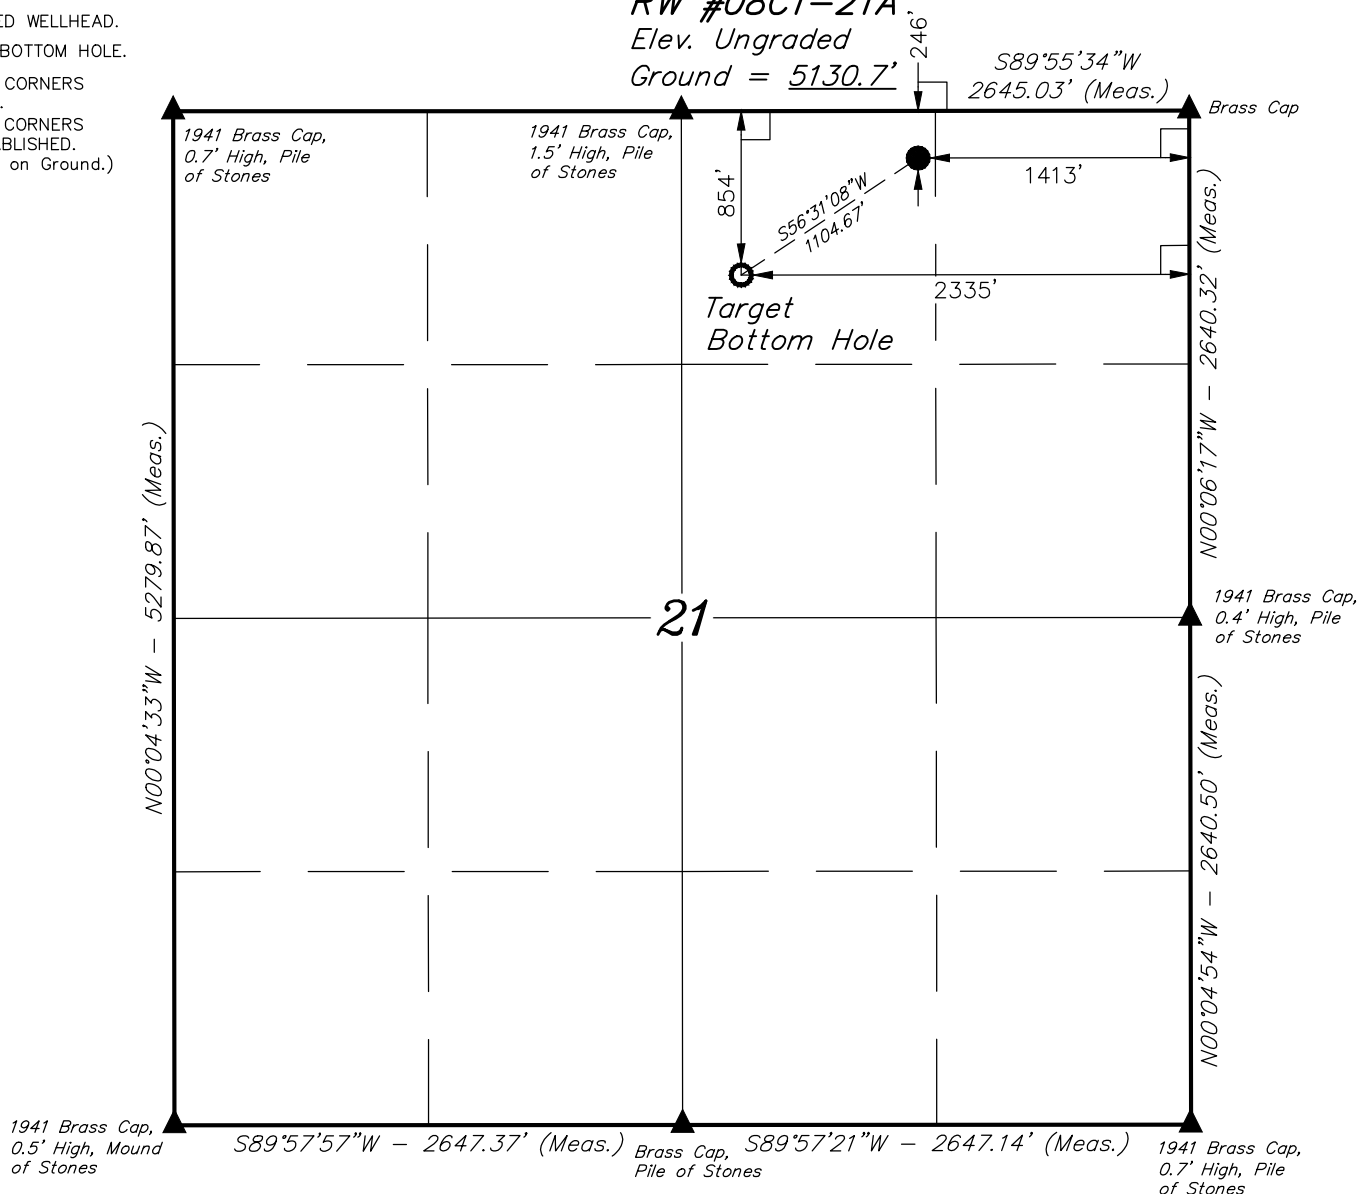 WELLHEAD.
BOTTOM HOLE.
CORNERS
CORNERS
on Ground.)
RW #08C1-21A
Elev. Ungraded
Ground = 5130.7'
246'
S89°55'34"W
2645.03' (Meas.)
Brass Cap
1941 Brass Cap,
0.7' High, Pile
of Stones
1941 Brass Cap,
1.5' High, Pile
of Stones
854'
S56°31'08"W
1104.67'
1413'
2335'
Target
Bottom Hole
N00°06'17"W - 2640.32' (Meas.)
N00°04'33"W - 5279.87' (Meas.)
21
1941 Brass Cap,
0.4' High, Pile
of Stones
N00°04'54"W - 2640.50' (Meas.)
1941 Brass Cap,
0.5' High, Mound
of Stones
S89°57'57"W - 2647.37' (Meas.)
Brass Cap,
Pile of Stones
S89°57'21"W - 2647.14' (Meas.)
1941 Brass Cap,
0.7' High, Pile
of Stones